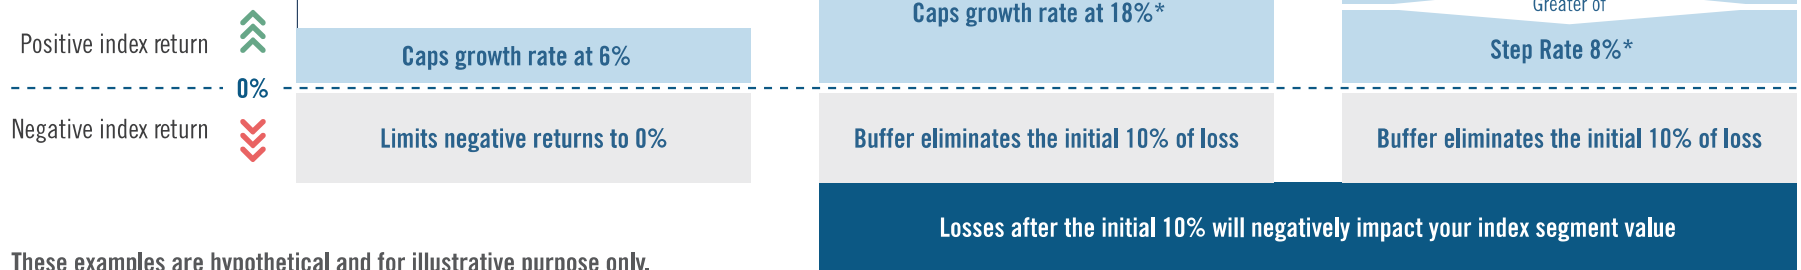 Greater of
Caps growth rate at 18%*
Positive index return
Caps growth rate at 6%
Step Rate 8%*
0%
Negative index return
Limits negative returns to 0%
Buffer eliminates the initial 10% of loss
Buffer eliminates the initial 10% of loss
Losses after the initial 10% will negatively impact your index segment value
These examples are hypothetical and for illustrative purpose only.